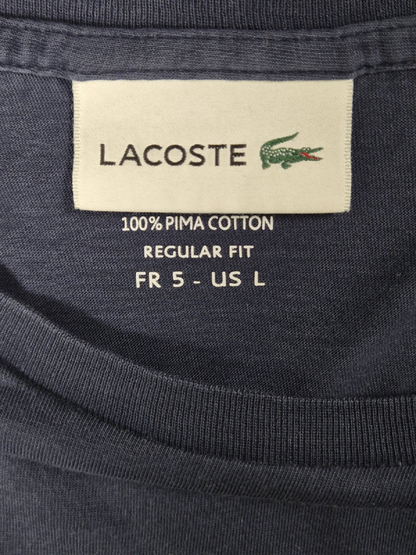 LACOSTE
100% PIMA COTTON
REGULAR FIT
FR 5 - US L